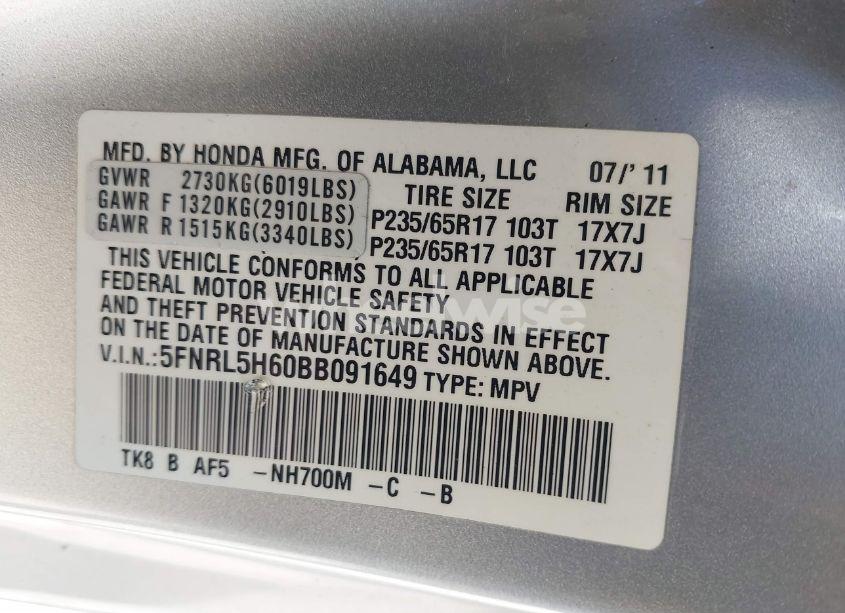 MFD. BY HONDA MFG. OF ALABAMA, LLC 07/' 11
GVWR 2730KG(6019LBS) TIRE SIZE RIM SIZE
GAWR F 1320KG(2910LBS) P235/65R17 103T 17X7J
GAWR R 1515KG(3340LBS) P235/65R17 103T 17X7J
THIS VEHICLE CONFORMS TO ALL APPLICABLE
FEDERAL MOTOR VEHICLE SAFETY
AND THEFT PREVENTION STANDARDS IN EFFECT
ON THE DATE OF MANUFACTURE SHOWN ABOVE.
V.I.N.:5FNRL5H60BB091649 TYPE: MPV
TK8 B AF5 -NH700M -C -B